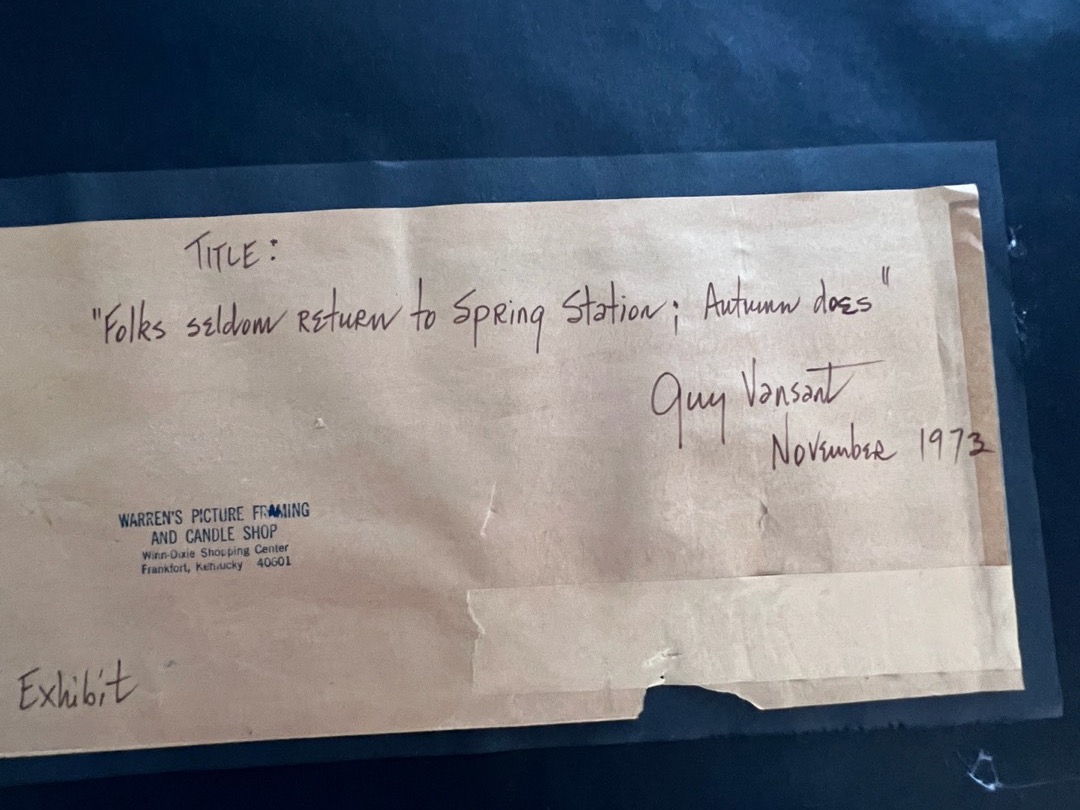 TITLE:
"Folks seldom return to Spring Station; Autumn does"
Guy Vansant
November 1973
WARREN'S PICTURE FRAMING
AND CANDLE SHOP
Winn-Dixie Shopping Center
Frankfort, Kentucky 40601
Exhibit